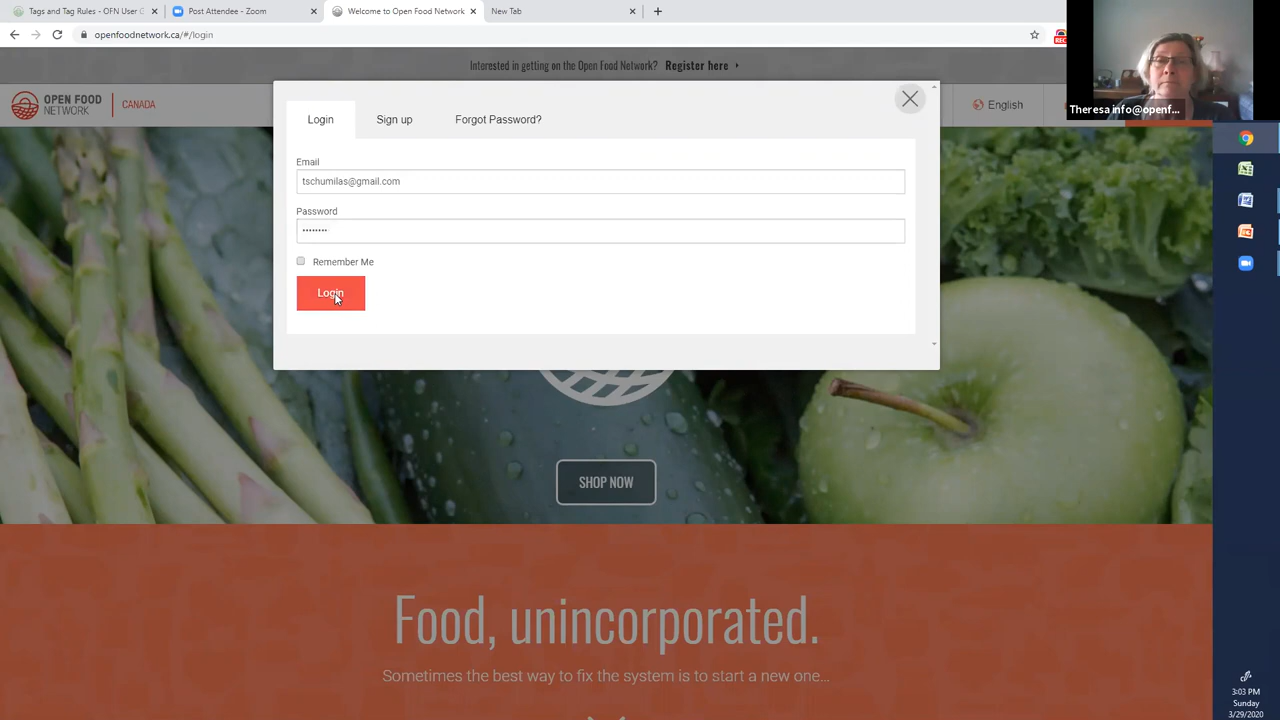 Tags and Tag Rules - OFN User G
Post Attendee - Zoom
Welcome to Open Food Network
New Tab
openfoodnetwork.ca/#/login
REC
Interested in getting on the Open Food Network? Register here
OPEN FOOD NETWORK
CANADA
English
Theresa info@openf...
Login
Sign up
Forgot Password?
Email
tschumilas@gmail.com
Password
••••••••
Remember Me
Login
SHOP NOW
Food, unincorporated.
Sometimes the best way to fix the system is to start a new one...
3:03 PM
Sunday
3/29/2020